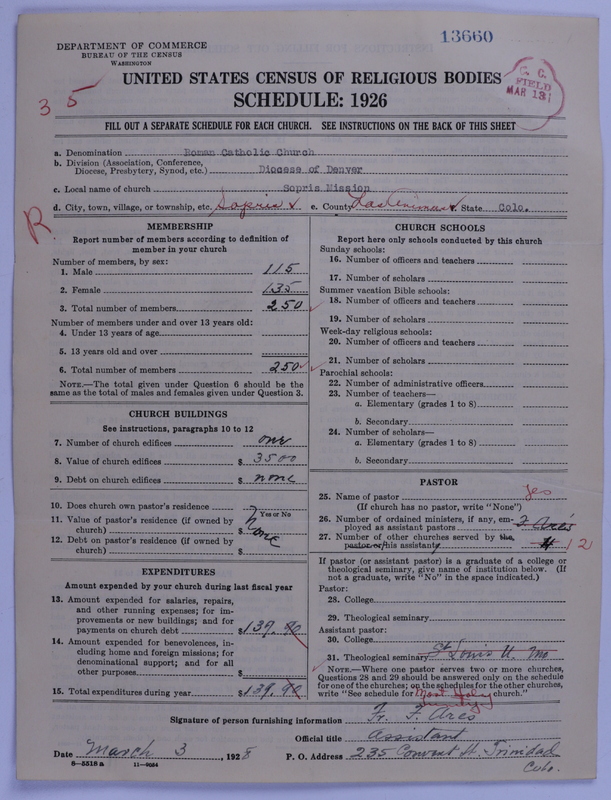 13660
DEPARTMENT OF COMMERCE
BUREAU OF THE CENSUS
WASHINGTON
UNITED STATES CENSUS OF RELIGIOUS BODIES
SCHEDULE: 1926
C. C.
FIELD
MAR 13
3 5
FILL OUT A SEPARATE SCHEDULE FOR EACH CHURCH. SEE INSTRUCTIONS ON THE BACK OF THIS SHEET
a. Denomination Roman Catholic Church
b. Division (Association, Conference, Diocese, Presbytery, Synod, etc.) Diocese of Denver
c. Local name of church Sopris Mission
d. City, town, village, or township, etc. Sopris x e. County Las Animas x f. State Colo.
R.
MEMBERSHIP
Report number of members according to definition of
member in your church
Number of members, by sex:
1. Male 115
2. Female 135
3. Total number of members 250
Number of members under and over 13 years old:
4. Under 13 years of age
5. 13 years old and over
6. Total number of members 250
NOTE.—The total given under Question 6 should be the
same as the total of males and females given under Question 3.
CHURCH BUILDINGS
See instructions, paragraphs 10 to 12
7. Number of church edifices one
8. Value of church edifices $ 3500
9. Debt on church edifices $ none
10. Does church own pastor's residence ?
Yes or No
11. Value of pastor's residence (if owned by
church) $
12. Debt on pastor's residence (if owned by
church) $
EXPENDITURES
Amount expended by your church during last fiscal year
13. Amount expended for salaries, repairs,
and other running expenses; for im-
provements or new buildings; and for
payments on church debt $ 139.90
14. Amount expended for benevolences, in-
cluding home and foreign missions; for
denominational support; and for all
other purposes $
15. Total expenditures during year $ 139.90
CHURCH SCHOOLS
Report here only schools conducted by this church
Sunday schools:
16. Number of officers and teachers
17. Number of scholars
Summer vacation Bible schools:
18. Number of officers and teachers
19. Number of scholars
Week-day religious schools:
20. Number of officers and teachers
21. Number of scholars
Parochial schools:
22. Number of administrative officers
23. Number of teachers—
a. Elementary (grades 1 to 8)
b. Secondary
24. Number of scholars—
a. Elementary (grades 1 to 8)
b. Secondary
PASTOR
25. Name of pastor yes
(If church has no pastor, write "None")
26. Number of ordained ministers, if any, em-
ployed as assistant pastors F Ares
27. Number of other churches served by the
pastor or his assistant 4 12
If pastor (or assistant pastor) is a graduate of a college or
theological seminary, give name of institution below. (If
not a graduate, write "No" in the space indicated.)
Pastor:
28. College
29. Theological seminary
Assistant pastor:
30. College
31. Theological seminary St Louis U. Mo
NOTE.—Where one pastor serves two or more churches,
Questions 28 and 29 should be answered only on the schedule
for one of the churches; on the schedules for the other churches,
write "See schedule for Most Holy Trinity church."
Signature of person furnishing information Fr. F. Ares
Official title Assistant
Date March 3, 1928 P. O. Address 235 Convent St. Trinidad
Colo.
8—5518 a 11—9054